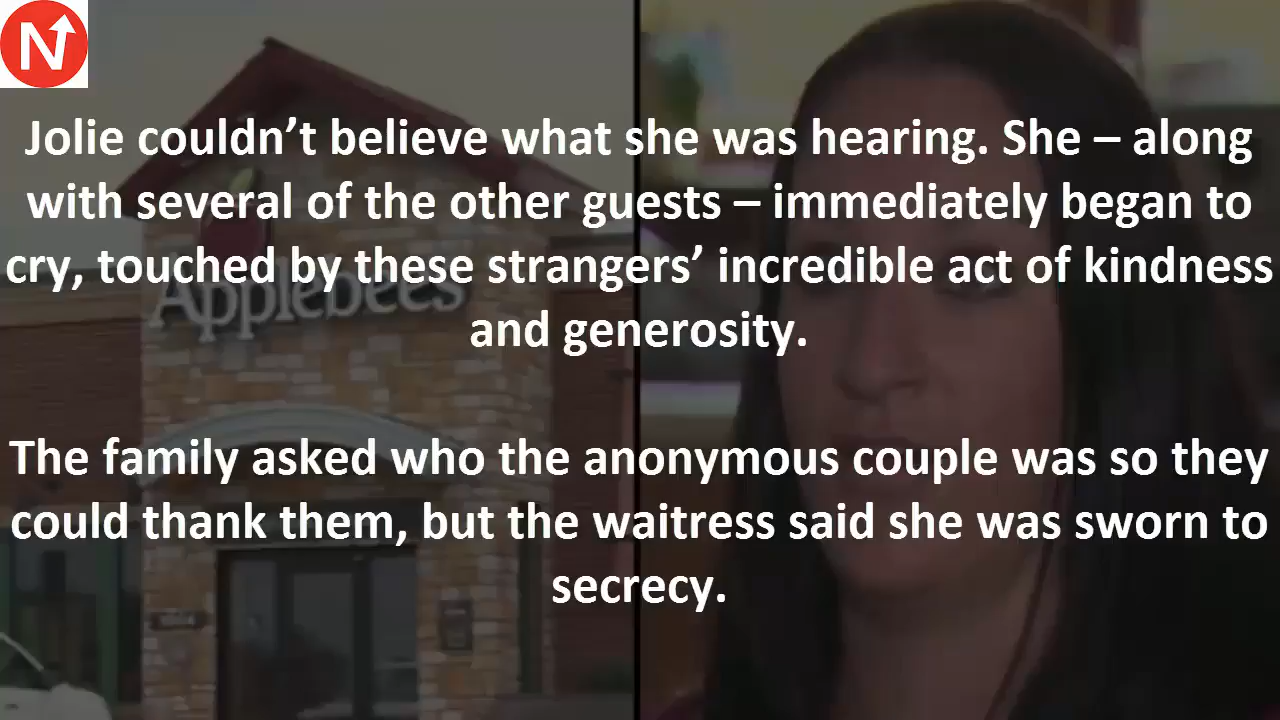 N
Jolie couldn’t believe what she was hearing. She – along
with several of the other guests – immediately began to
cry, touched by these strangers’ incredible act of kindness
and generosity.
Applebee's
The family asked who the anonymous couple was so they
could thank them, but the waitress said she was sworn to
secrecy.